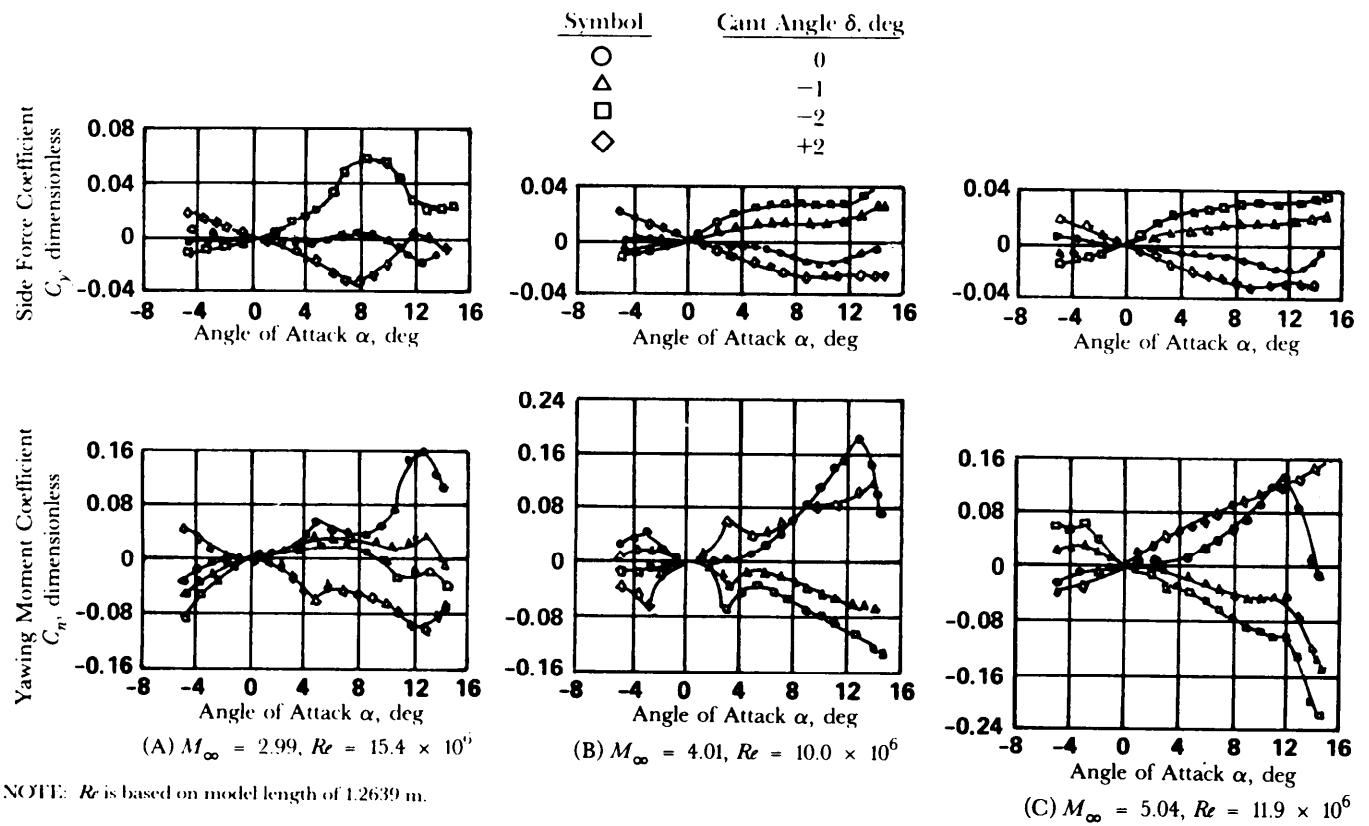 Symbol Cant Angle δ, deg
○ 0
△ −1
□ −2
◇ +2
Side Force Coefficient
C_y, dimensionless
0.08
0.04
0
−0.04
−8 −4 0 4 8 12 16
Angle of Attack α, deg
0.04
0
−0.04
−8 −4 0 4 8 12 16
Angle of Attack α, deg
0.04
0
−0.04
−8 −4 0 4 8 12 16
Angle of Attack α, deg
Yawing Moment Coefficient
C_n, dimensionless
0.16
0.08
0
−0.08
−0.16
−8 −4 0 4 8 12 16
Angle of Attack α, deg
(A) M∞ = 2.99, Re = 15.4 × 10⁶
0.24
0.16
0.08
0
−0.08
−0.16
−8 −4 0 4 8 12 16
Angle of Attack α, deg
(B) M∞ = 4.01, Re = 10.0 × 10⁶
0.16
0.08
0
−0.08
−0.16
−0.24
−8 −4 0 4 8 12 16
Angle of Attack α, deg
(C) M∞ = 5.04, Re = 11.9 × 10⁶
NOTE: Re is based on model length of 1.2639 m.